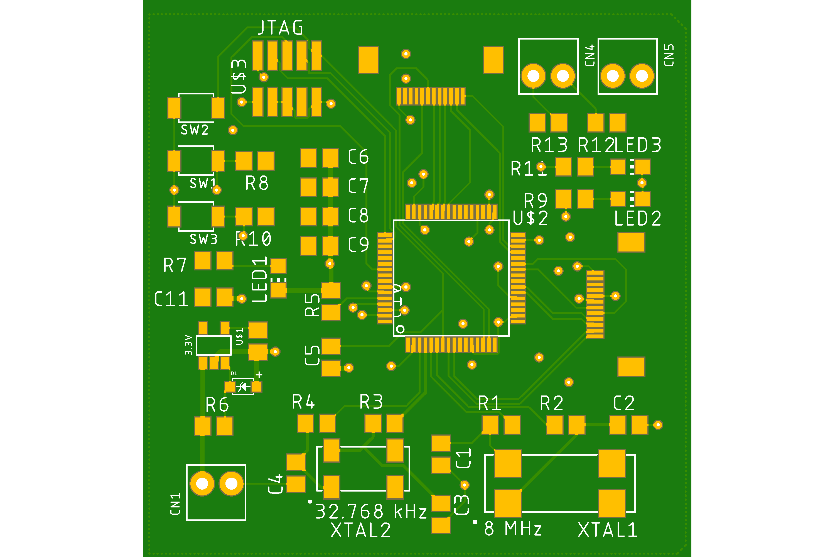 JTAG
U$3
CN4
CN5
SW2
R13
R12
LED3
C6
SW1
R8
C7
R11
R9
C8
U$2
LED2
SW3
R10
C9
R7
LED1
C11
R5
3.3V
U$1
C5
D1
+
R6
R4
R3
R1
R2
C2
C4
C1
CN1
C3
32.768 kHz
XTAL2
8 MHz
XTAL1